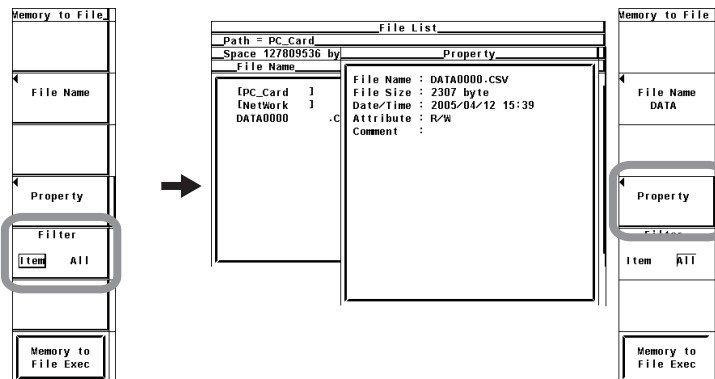 Memory to File
File Name
Property
Filter
Item All
Memory to
File Exec
File List
Path = PC_Card
Space 127809536 by
File Name
[PC_Card ]
[NetWork ]
DATA0000 .C
Property
File Name : DATA0000.CSV
File Size : 2307 byte
Date/Time : 2005/04/12 15:39
Attribute : R/W
Comment :
Memory to File
File Name
DATA
Property
Filter
Item All
Memory to
File Exec